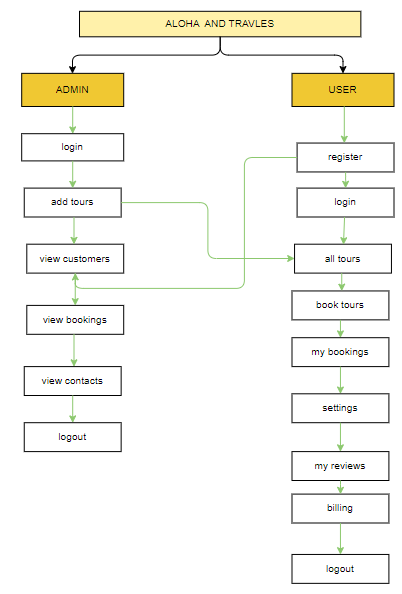 ALOHA AND TRAVLES
ADMIN
USER
login
register
add tours
login
view customers
all tours
book tours
view bookings
my bookings
view contacts
settings
logout
my reviews
billing
logout